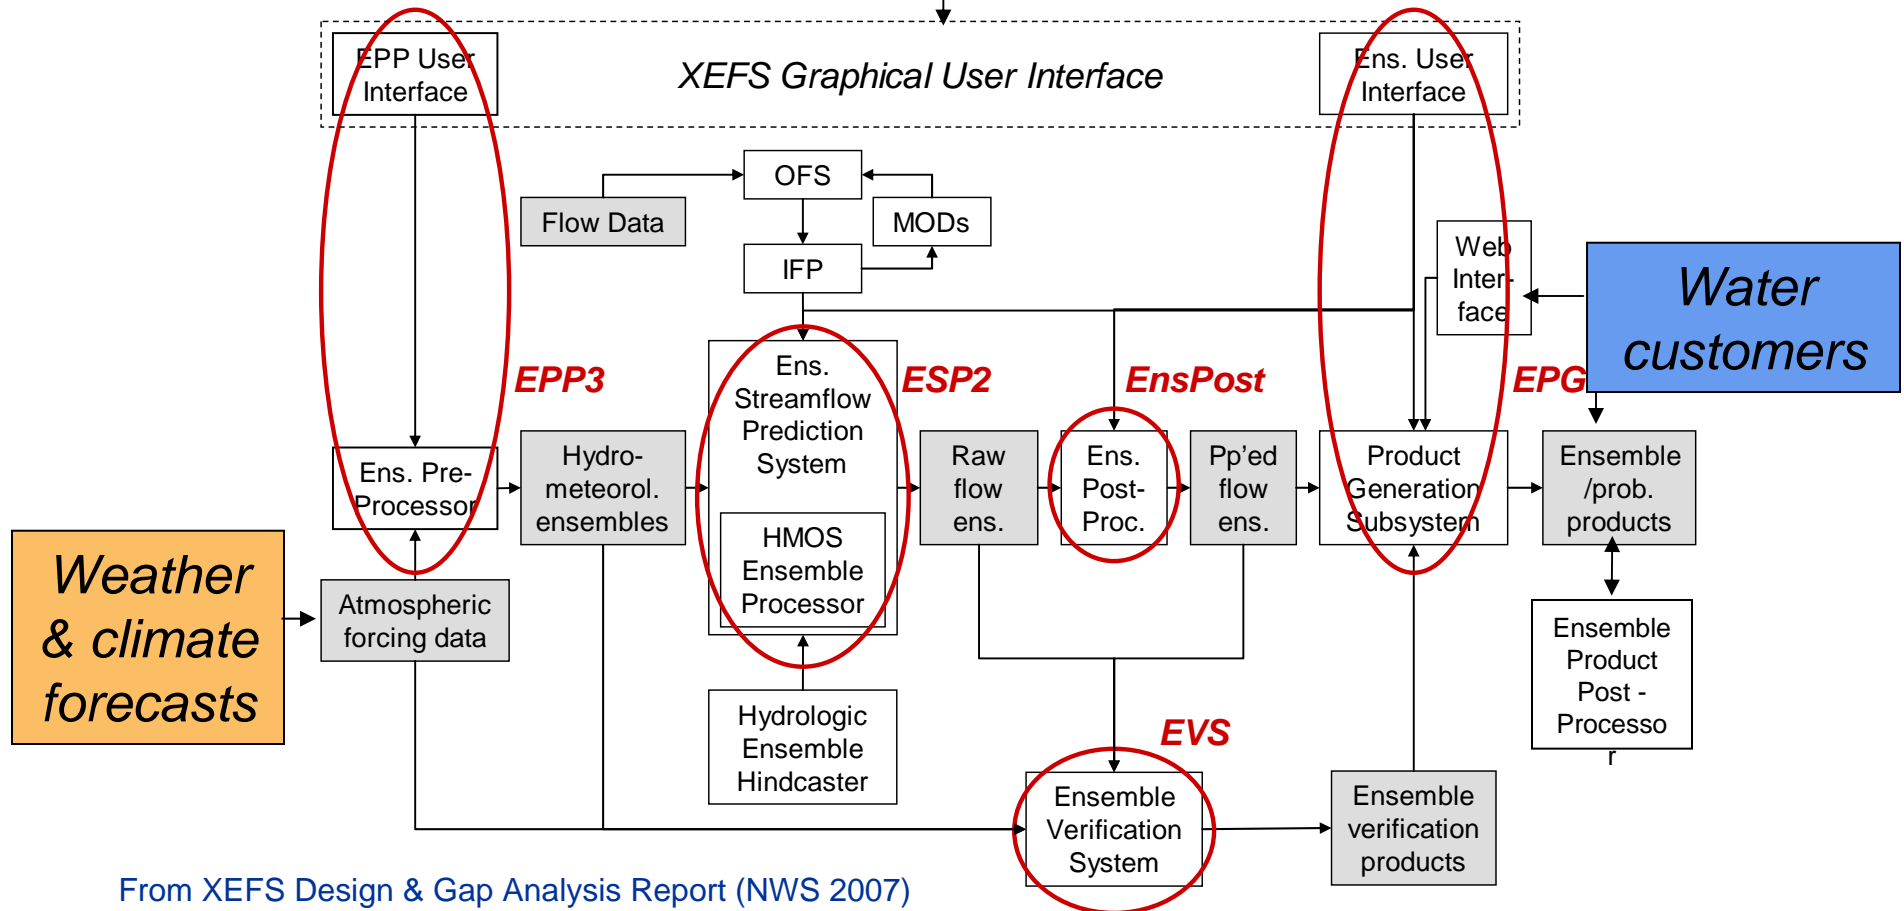 EPP User
Interface
XEFS Graphical User Interface
Ens. User
Interface
OFS
Flow Data
MODs
IFP
Web
Inter-
face
Water
customers
EPP3
Ens.
Streamflow
Prediction
System
ESP2
EnsPost
EPG
Ens. Pre-
Processor
Hydro-
meteorol.
ensembles
HMOS
Ensemble
Processor
Raw
flow
ens.
Ens.
Post-
Proc.
Pp'ed
flow
ens.
Product
Generation
Subsystem
Ensemble
/prob.
products
Weather
& climate
forecasts
Atmospheric
forcing data
Ensemble
Product
Post -
Processo
r
Hydrologic
Ensemble
Hindcaster
EVS
Ensemble
Verification
System
Ensemble
verification
products
From XEFS Design & Gap Analysis Report (NWS 2007)